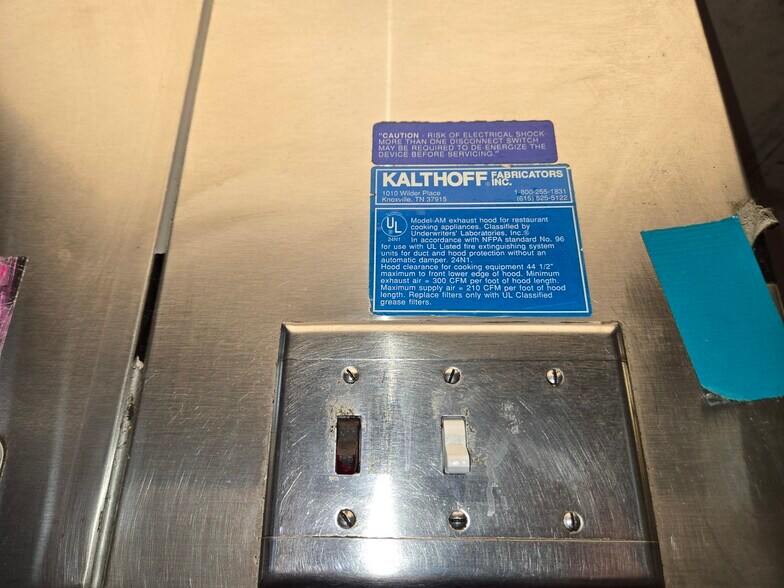 "CAUTION - RISK OF ELECTRICAL SHOCK-
MORE THAN ONE DISCONNECT SWITCH
MAY BE REQUIRED TO DE ENERGIZE THE
DEVICE BEFORE SERVICING."
KALTHOFF® FABRICATORS INC.
1010 Wilder Place 1-800-255-1831
Knoxville, TN 37915 (615) 525-5122
UL
24N1
Model-AM exhaust hood for restaurant
cooking appliances. Classified by
Underwriters' Laboratories, Inc.®
In accordance with NFPA standard No. 96
for use with UL Listed fire extinguishing system
units for duct and hood protection without an
automatic damper. 24N1.
Hood clearance for cooking equipment 44 1/2"
maximum to front lower edge of hood. Minimum
exhaust air = 300 CFM per foot of hood length.
Maximum supply air = 210 CFM per foot of hood
length. Replace filters only with UL Classified
grease filters.